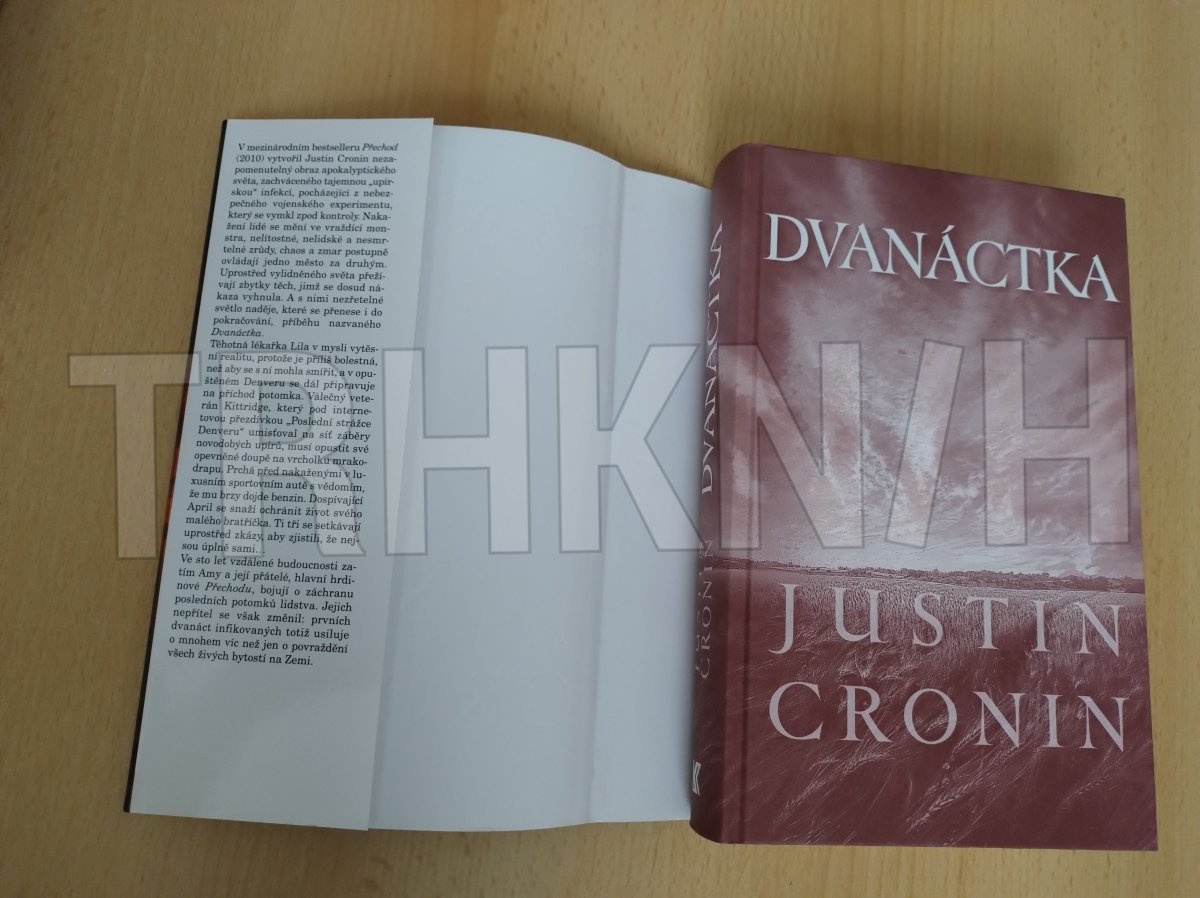 V mezinárodním bestselleru Přechod
(2010) vytvořil Justin Cronin neza-
pomenutelný obraz apokalyptického
světa, zachváceného tajemnou „upír-
skou“ infekcí, pocházející z nebez-
pečného vojenského experimentu,
který se vymkl zpod kontroly. Naka-
žení lidé se mění ve vraždící mon-
stra, nelítostné, nelidské a nesmr-
telné zrůdy, chaos a zmar postupně
ovládají jedno město za druhým.
Uprostřed vylidněného světa přeží-
vají zbytky těch, jimž se dosud ná-
kaza vyhnula. A s nimi nezřetelné
světlo naděje, které se přenese i do
pokračování, příběhu nazvaného
Dvanáctka.
Těhotná lékařka Lila v mysli vytěs-
ní realitu, protože je příliš bolestná,
než aby se s ní mohla smířit, a v opu-
štěném Denveru se dál připravuje
na příchod potomka. Válečný vete-
rán Kittridge, který pod interne-
tovou přezdívkou „Poslední strážce
Denveru“ umisťoval na síť záběry
novodobých upírů, musí opustit své
opevněné doupě na vrcholku mrako-
drapu. Prchá před nakaženými v lu-
xusním sportovním autě s vědomím,
že mu brzy dojde benzin. Dospívající
April se snaží ochránit život svého
malého bratříčka. Ti tři se setkávají
uprostřed zkázy, aby zjistili, že nej-
sou úplně sami…
Ve sto let vzdálené budoucnosti za-
tím Amy a její přátelé, hlavní hrdi-
nové Přechodu, bojují o záchranu
posledních potomků lidstva. Jejich
nepřítel se však změnil: prvních
dvanáct infikovaných totiž usiluje
o mnohem víc než jen o povraždění
všech živých bytostí na Zemi.
JUSTIN
CRONIN
DVANÁCTKA
DVANÁCTKA
JUSTIN
CRONIN
TRHKNIH